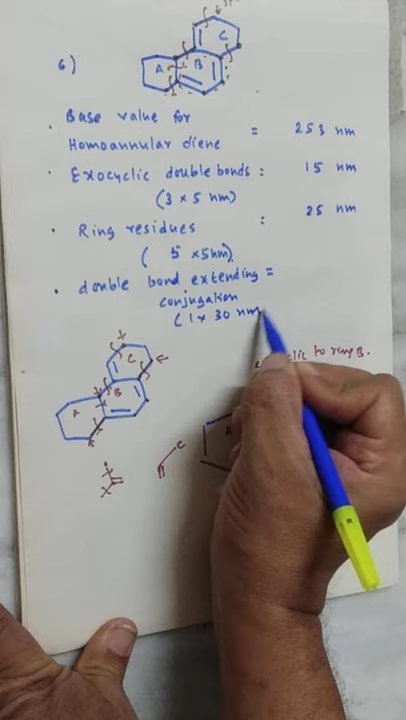 6)
C
A
B
. Base value for
Homoannular diene = 253 nm
. Exocyclic double bonds : 15 nm
(3 x 5 nm)
. Ring residues : 25 nm
( 5 x 5nm)
. double bond extending =
conjugation
( 1 x 30 nm
C
B
A
to ring B.
C